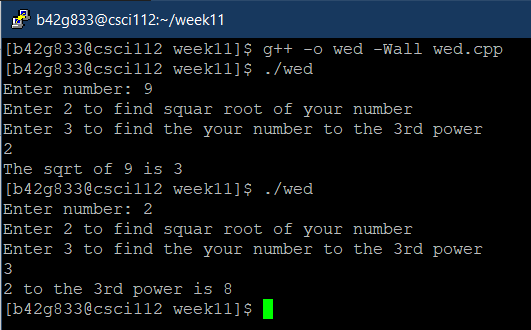 b42g833@csci112:~/week11
[b42g833@csci112 week11]$ g++ -o wed -Wall wed.cpp
[b42g833@csci112 week11]$ ./wed
Enter number: 9
Enter 2 to find squar root of your number
Enter 3 to find the your number to the 3rd power
2
The sqrt of 9 is 3
[b42g833@csci112 week11]$ ./wed
Enter number: 2
Enter 2 to find squar root of your number
Enter 3 to find the your number to the 3rd power
3
2 to the 3rd power is 8
[b42g833@csci112 week11]$